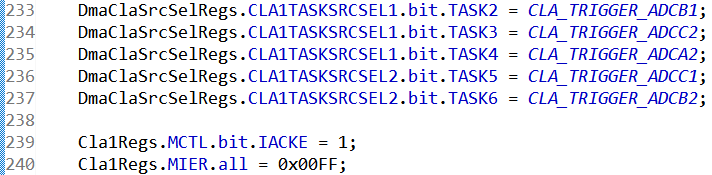 233 DmaClaSrcSelRegs.CLA1TASKSRCSEL1.bit.TASK2 = CLA_TRIGGER_ADCB1;
234 DmaClaSrcSelRegs.CLA1TASKSRCSEL1.bit.TASK3 = CLA_TRIGGER_ADCC2;
235 DmaClaSrcSelRegs.CLA1TASKSRCSEL1.bit.TASK4 = CLA_TRIGGER_ADCA2;
236 DmaClaSrcSelRegs.CLA1TASKSRCSEL2.bit.TASK5 = CLA_TRIGGER_ADCC1;
237 DmaClaSrcSelRegs.CLA1TASKSRCSEL2.bit.TASK6 = CLA_TRIGGER_ADCB2;
238
239 Cla1Regs.MCTL.bit.IACKE = 1;
240 Cla1Regs.MIER.all = 0x00FF;